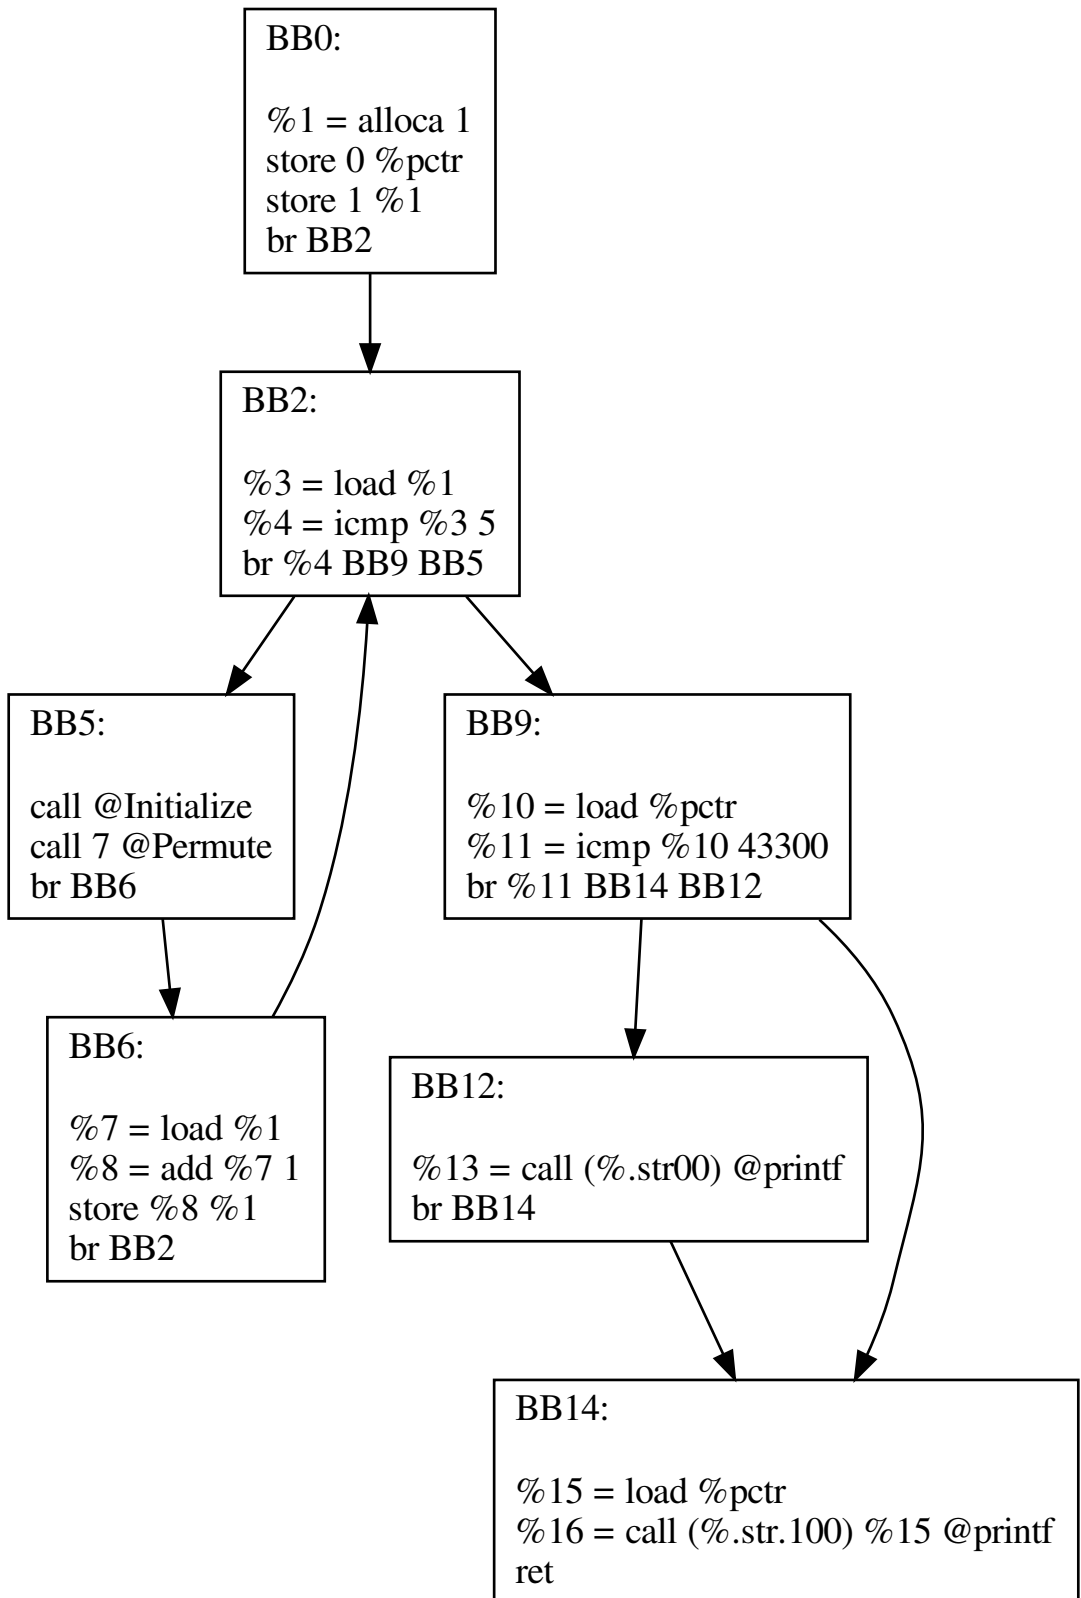 BB0:
%1 = alloca 1
store 0 %pctr
store 1 %1
br BB2
BB2:
%3 = load %1
%4 = icmp %3 5
br %4 BB9 BB5
BB5:
call @Initialize
call 7 @Permute
br BB6
BB9:
%10 = load %pctr
%11 = icmp %10 43300
br %11 BB14 BB12
BB6:
%7 = load %1
%8 = add %7 1
store %8 %1
br BB2
BB12:
%13 = call (%.str00) @printf
br BB14
BB14:
%15 = load %pctr
%16 = call (%.str.100) %15 @printf
ret